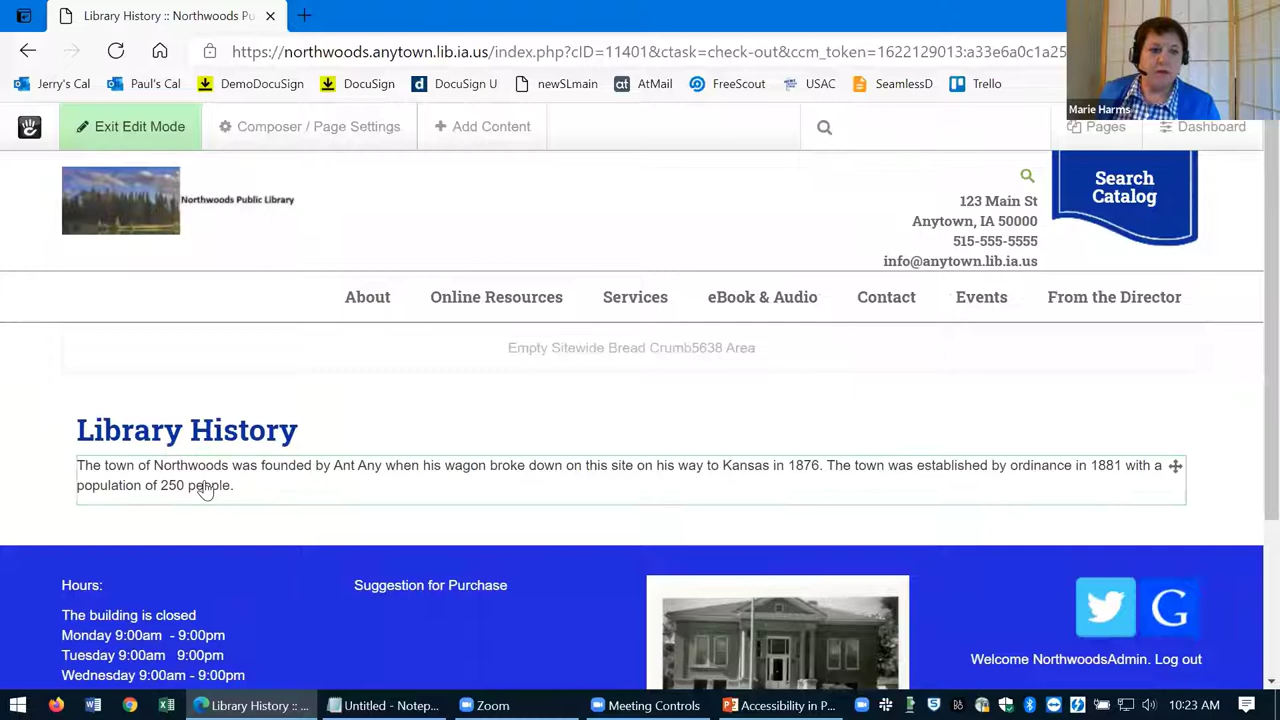 Library History :: Northwoods Pu
https://northwoods.anytown.lib.ia.us/index.php?cID=11401&ctask=check-out&ccm_token=1622129013:a33e6a0c1a25
Jerry's Cal
Paul's Cal
DemoDocuSign
DocuSign
DocuSign U
newSLmain
AtMail
FreeScout
USAC
SeamlessD
Trello
Marie Harms
Exit Edit Mode
Composer / Page Settings
Add Content
Pages
Dashboard
Northwoods Public Library
Search
Catalog
123 Main St
Anytown, IA 50000
515-555-5555
info@anytown.lib.ia.us
About
Online Resources
Services
eBook & Audio
Contact
Events
From the Director
Empty Sitewide Bread Crumb5638 Area
Library History
The town of Northwoods was founded by Ant Any when his wagon broke down on this site on his way to Kansas in 1876. The town was established by ordinance in 1881 with a
population of 250 people.
Hours:
The building is closed
Monday 9:00am - 9:00pm
Tuesday 9:00am 9:00pm
Wednesday 9:00am - 9:00pm
Suggestion for Purchase
Welcome NorthwoodsAdmin. Log out
Library History :: ...
Untitled - Notep...
Zoom
Meeting Controls
Accessibility in P...
10:23 AM